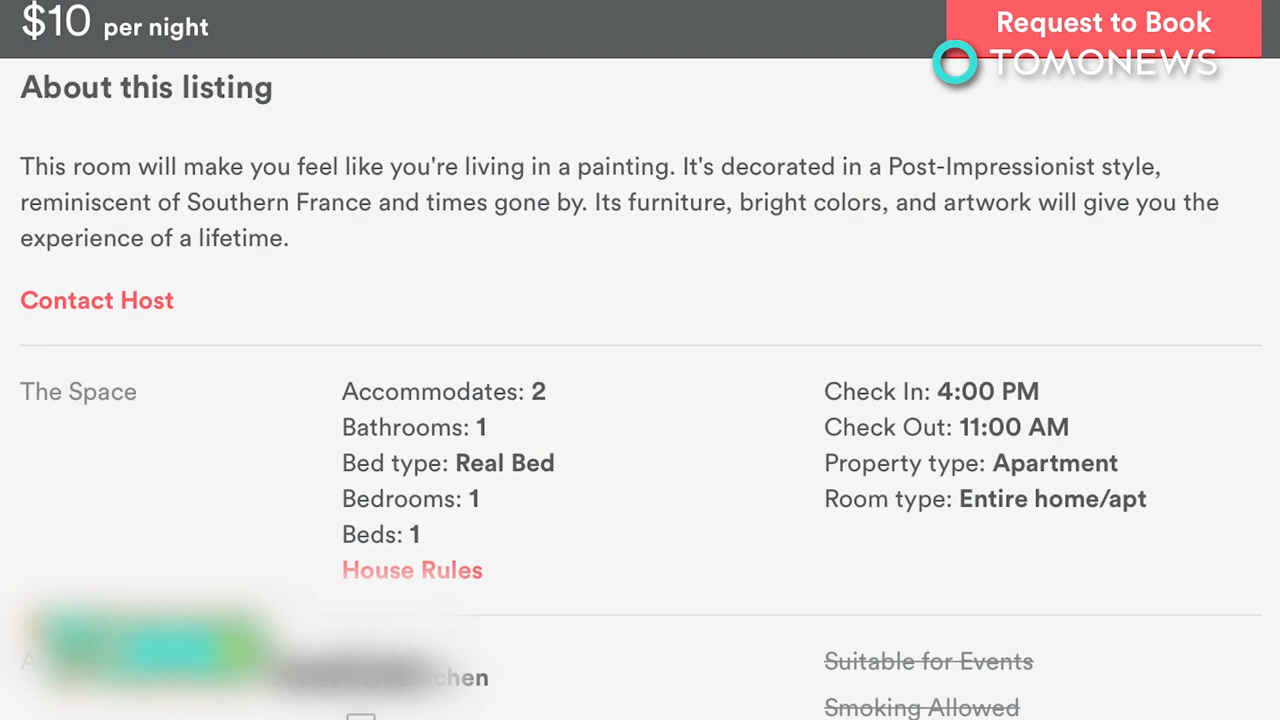 $10 per night
Request to Book
TOMONEWS
About this listing
This room will make you feel like you're living in a painting. It's decorated in a Post-Impressionist style,
reminiscent of Southern France and times gone by. Its furniture, bright colors, and artwork will give you the
experience of a lifetime.
Contact Host
The Space
Accommodates: 2
Bathrooms: 1
Bed type: Real Bed
Bedrooms: 1
Beds: 1
House Rules
Check In: 4:00 PM
Check Out: 11:00 AM
Property type: Apartment
Room type: Entire home/apt
Suitable for Events
Smoking Allowed